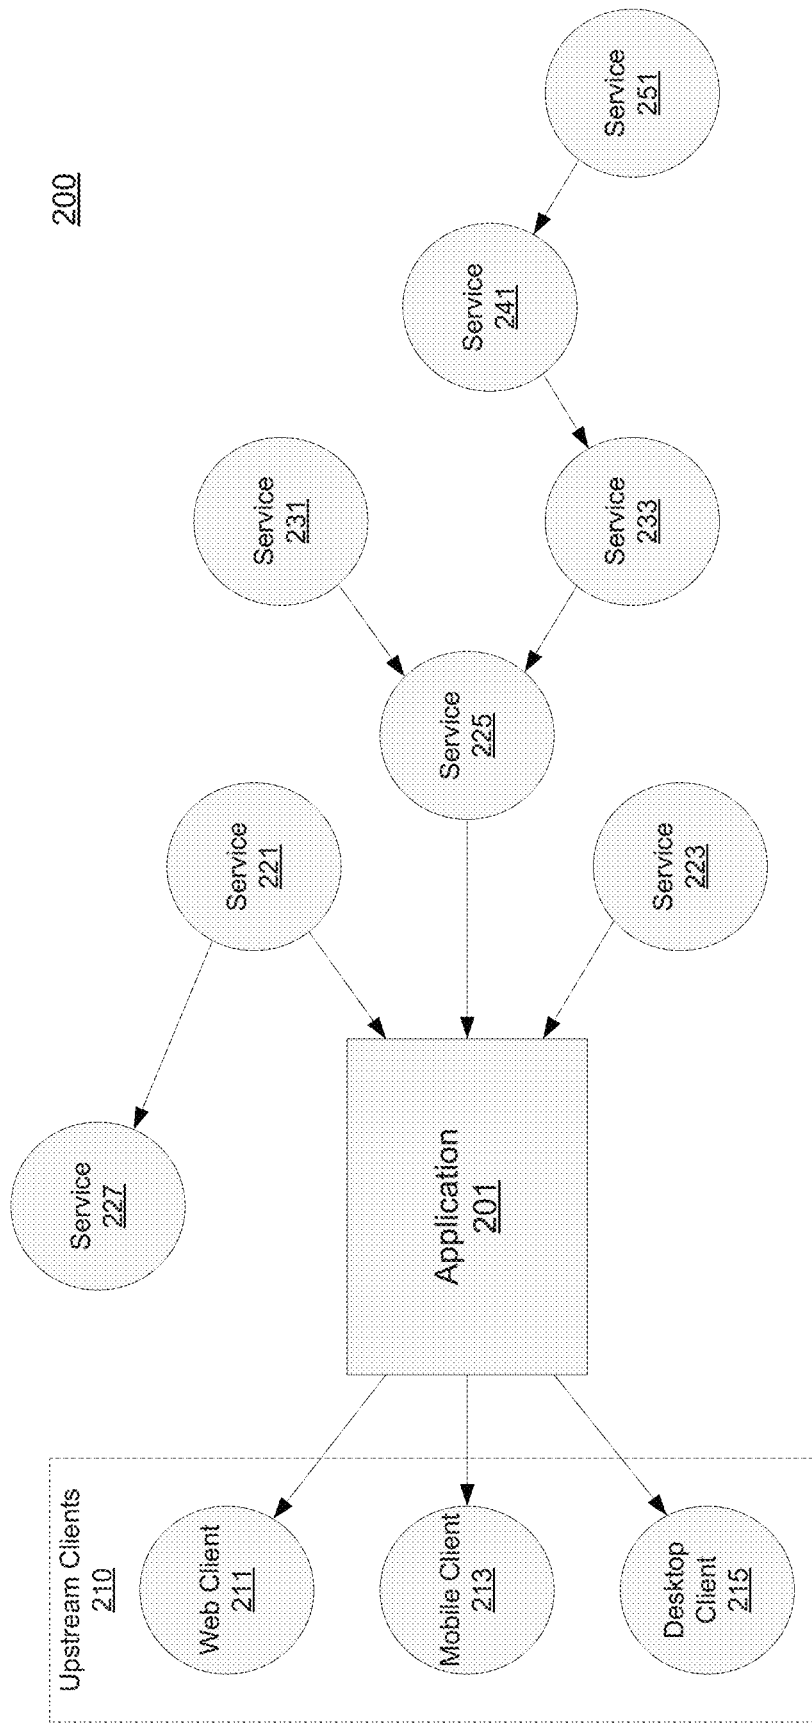 200
Upstream Clients
210
Web Client
211
Mobile Client
213
Desktop
Client
215
Application
201
Service
227
Service
221
Service
223
Service
225
Service
231
Service
233
Service
241
Service
251